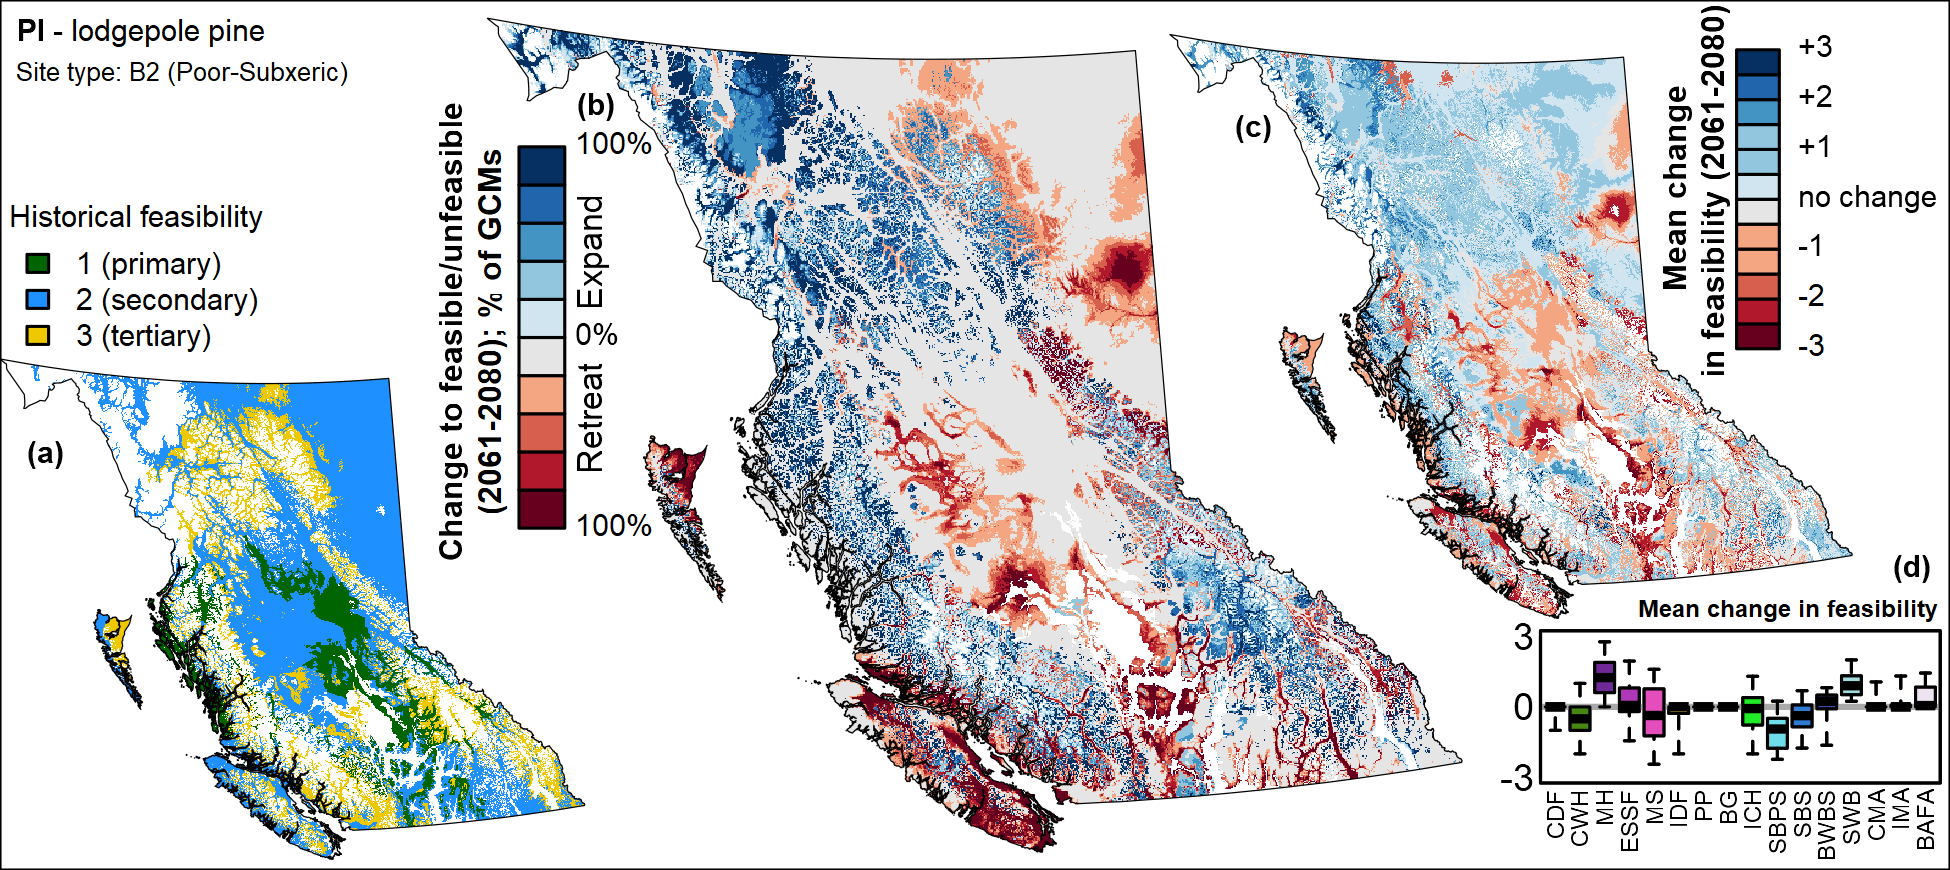 Pl - lodgepole pine
Site type: B2 (Poor-Subxeric)
Historical feasibility
1 (primary)
2 (secondary)
3 (tertiary)
(a)
Change to feasible/unfeasible
(2061-2080); % of GCMs
100%
Expand
0%
Retreat
100%
(b)
(c)
Mean change
in feasibility (2061-2080)
+3
+2
+1
no change
-1
-2
-3
(d)
Mean change in feasibility
3
0
-3
CDF
CWH
MH
ESSF
MS
IDF
PP
BG
ICH
SBPS
SBS
BWBS
SWB
CMA
IMA
BAFA